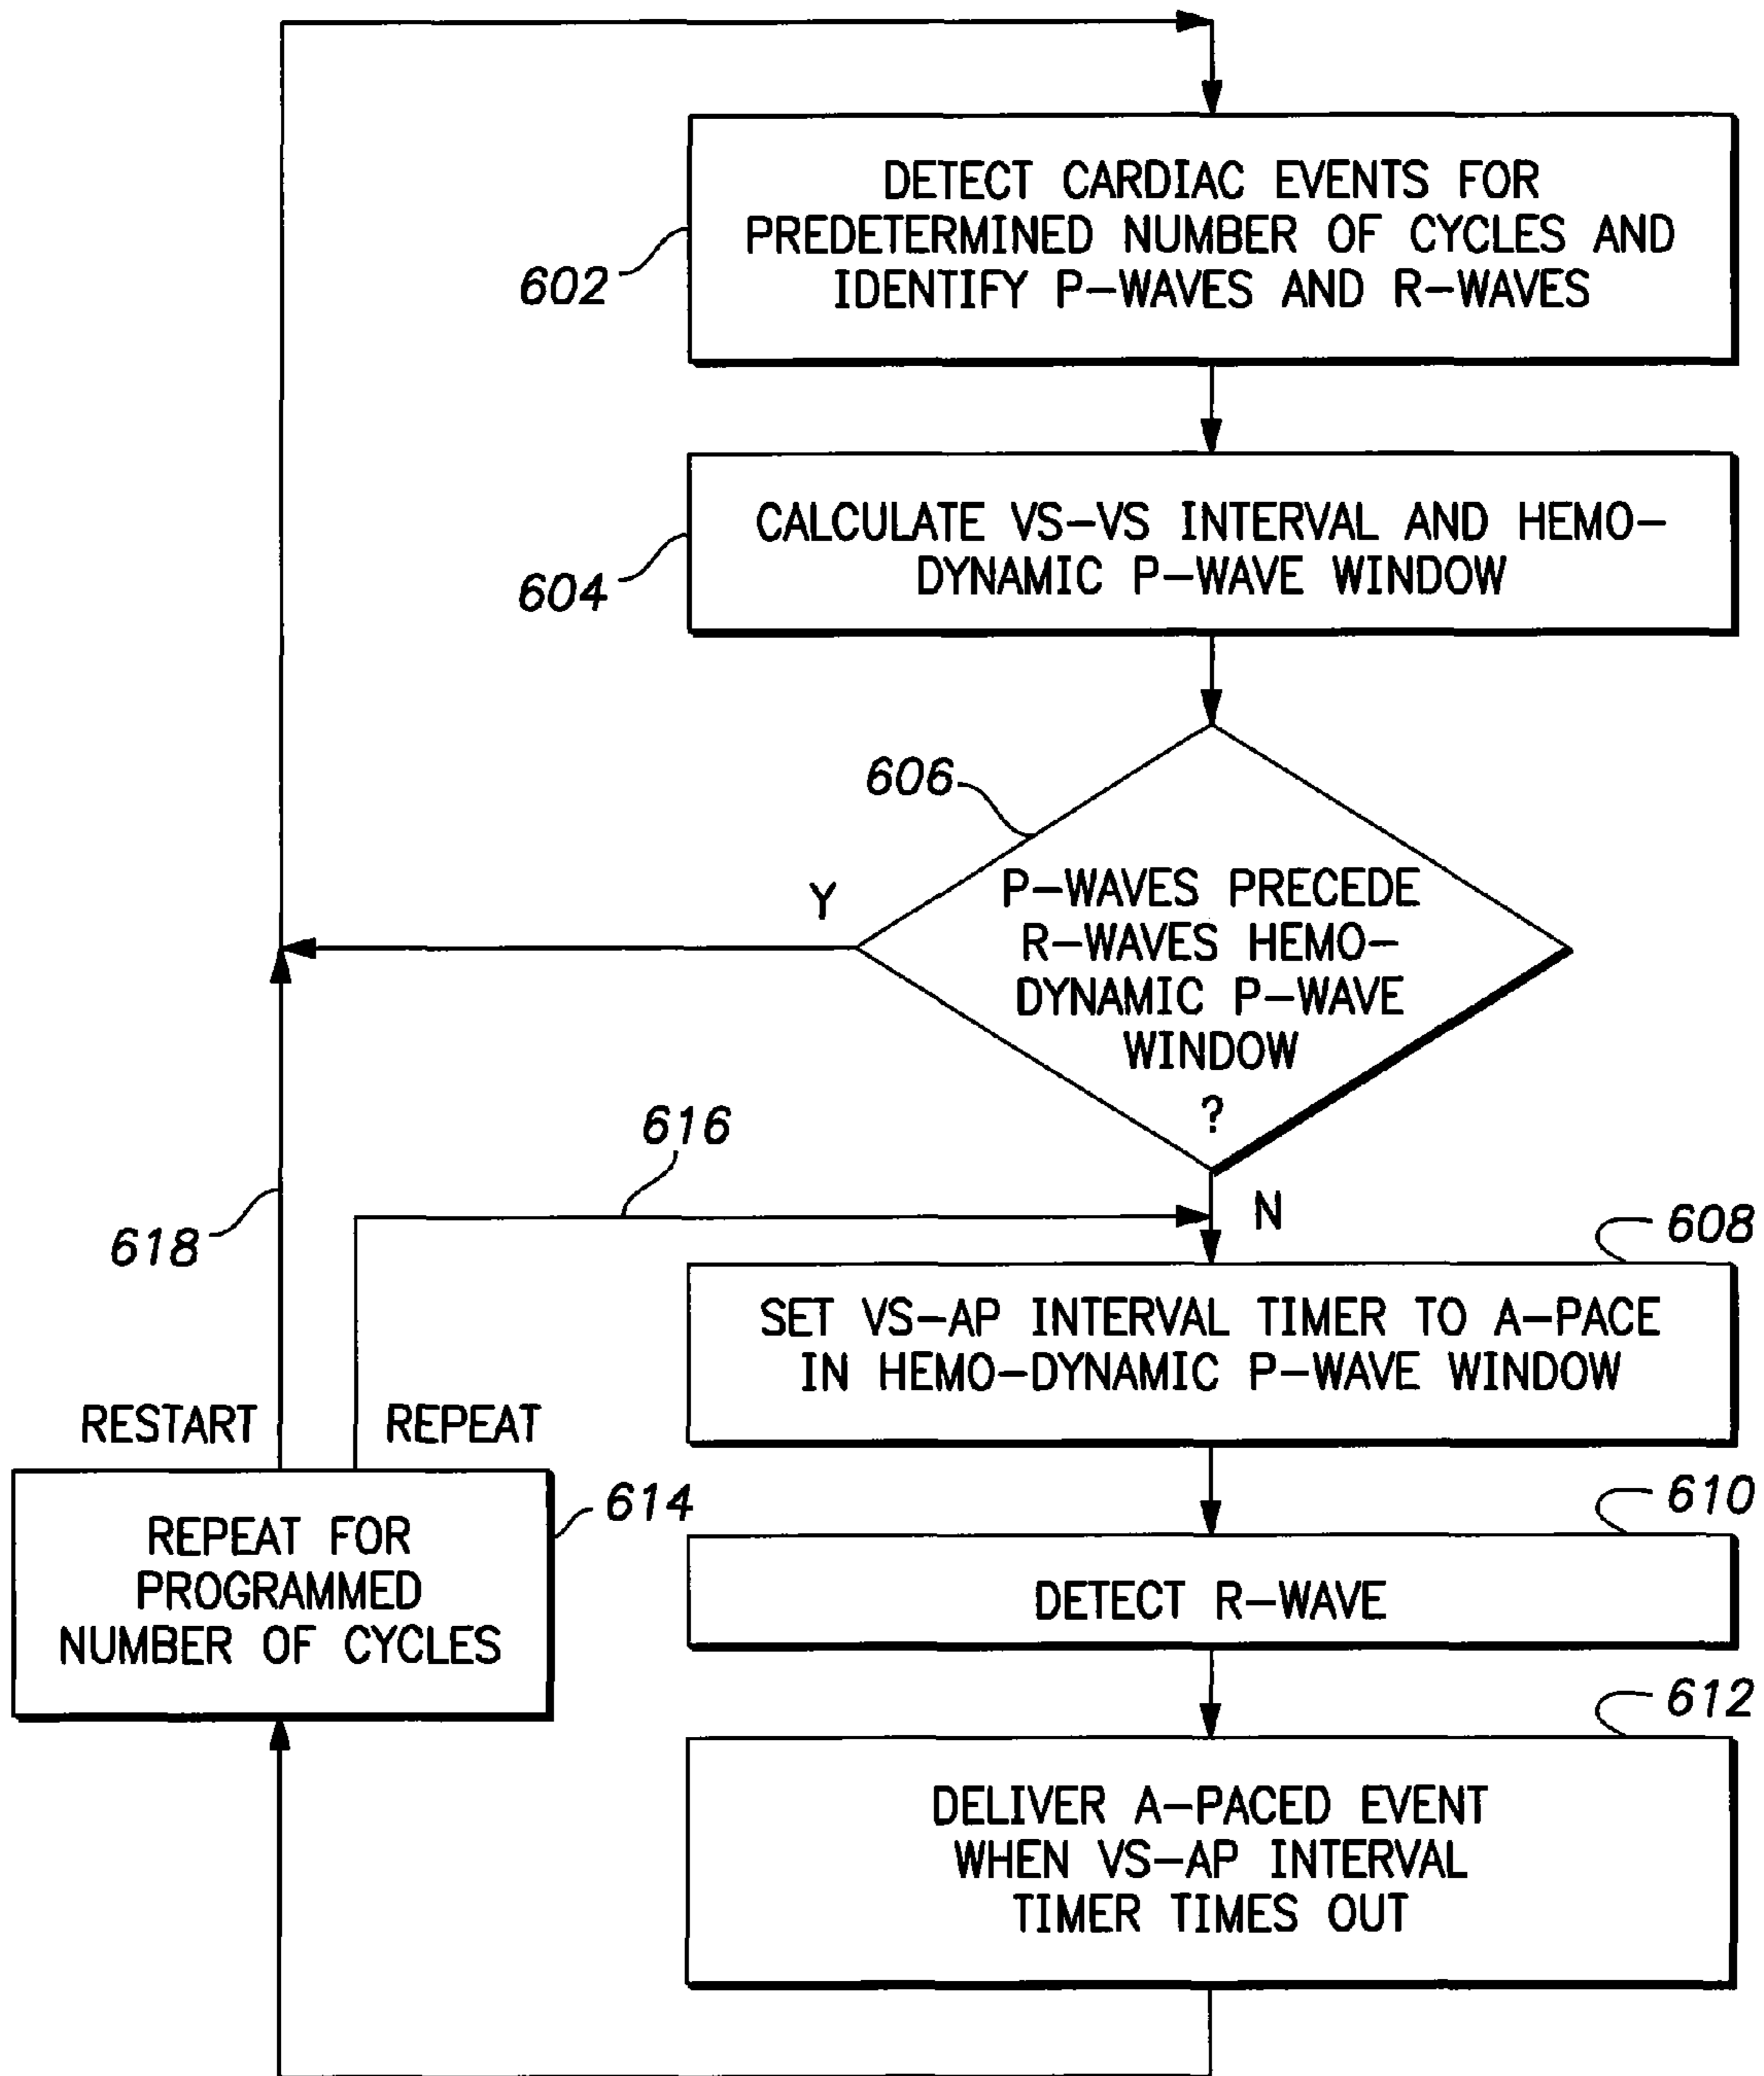 DETECT CARDIAC EVENTS FOR
PREDETERMINED NUMBER OF CYCLES AND
IDENTIFY P-WAVES AND R-WAVES
602
CALCULATE VS-VS INTERVAL AND HEMO-
DYNAMIC P-WAVE WINDOW
604
606
P-WAVES PRECEDE
R-WAVES HEMO-
DYNAMIC P-WAVE
WINDOW
?
Y
616
N
618
608
SET VS-AP INTERVAL TIMER TO A-PACE
IN HEMO-DYNAMIC P-WAVE WINDOW
RESTART
REPEAT
614
REPEAT FOR
PROGRAMMED
NUMBER OF CYCLES
610
DETECT R-WAVE
612
DELIVER A-PACED EVENT
WHEN VS-AP INTERVAL
TIMER TIMES OUT